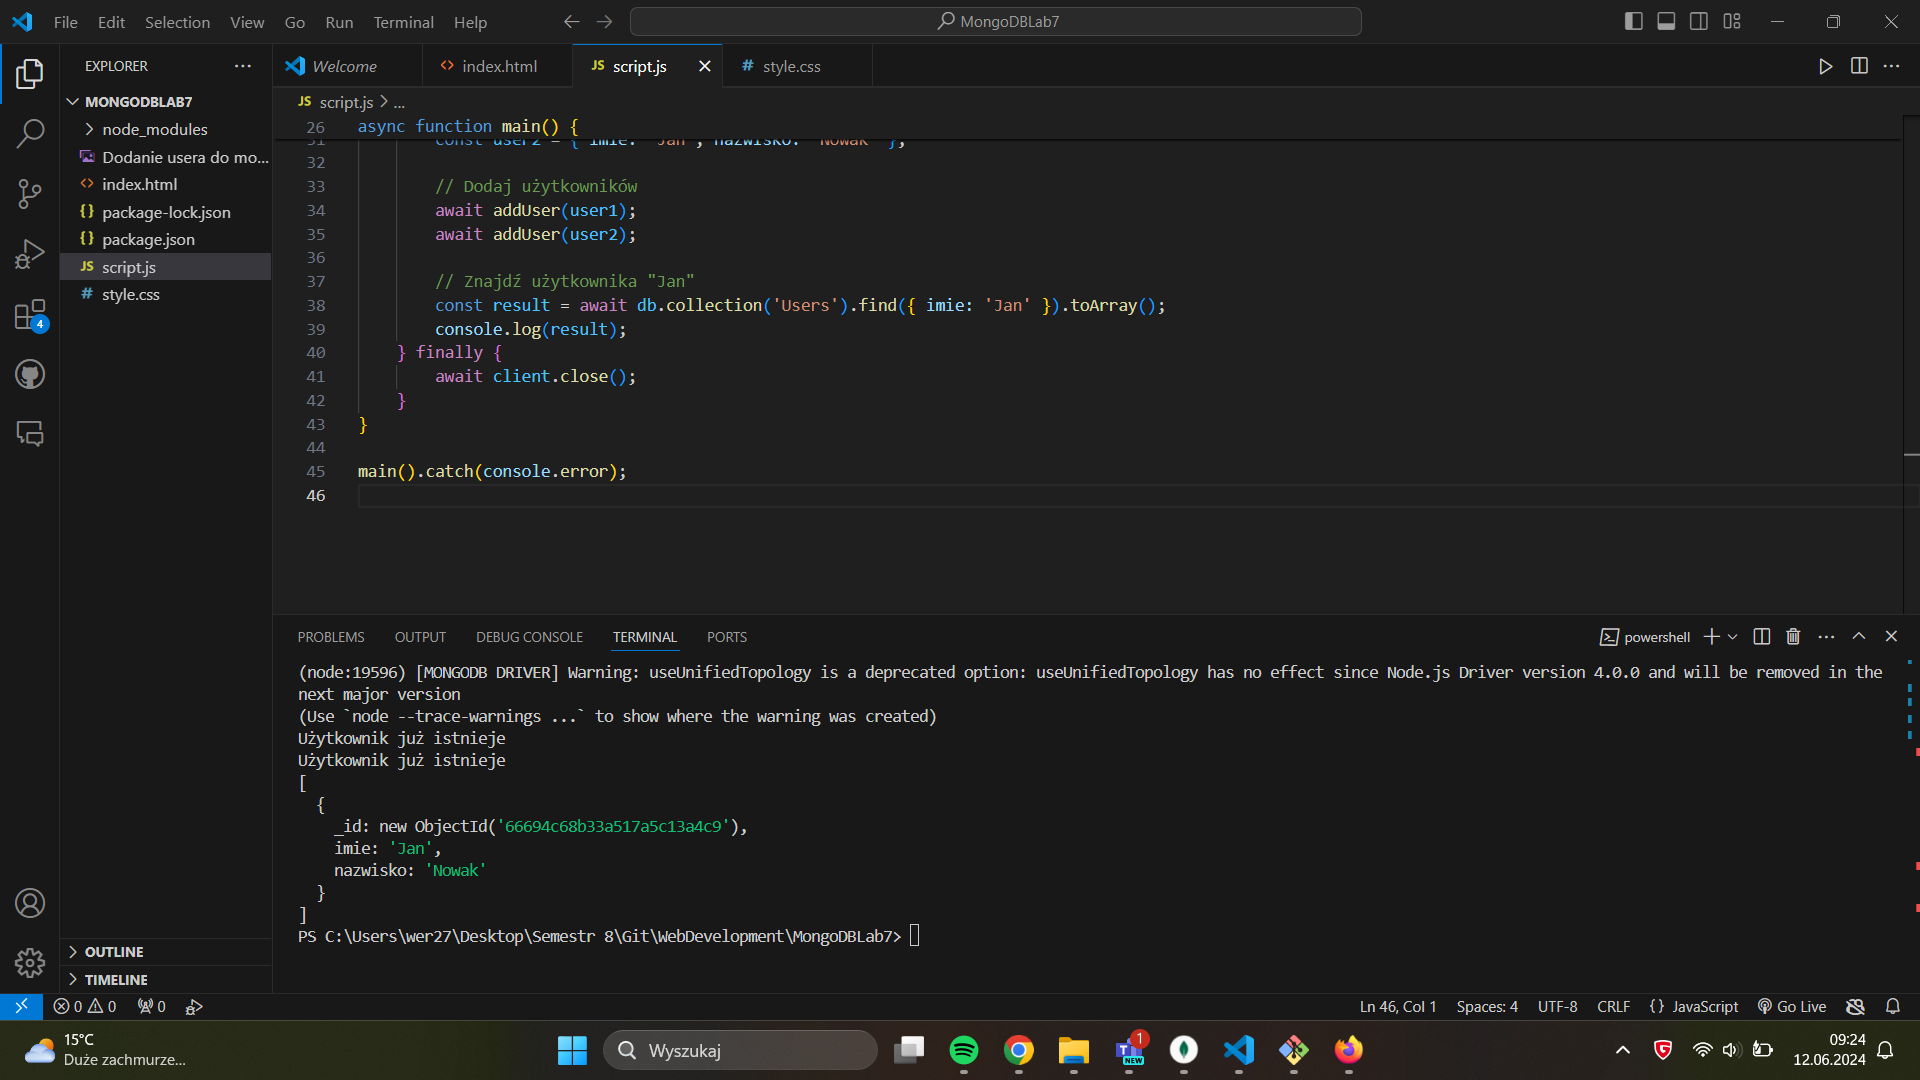 File Edit Selection View Go Run Terminal Help
MongoDBLab7
EXPLORER
MONGODBLAB7
node_modules
Dodanie usera do mo...
index.html
package-lock.json
package.json
JS script.js
# style.css
4
OUTLINE
TIMELINE
Welcome
index.html
JS script.js
# style.css
JS script.js > ...
26 async function main() {
31 const user2 = { imie: 'Jan', nazwisko: 'Nowak' };
32
33 // Dodaj użytkowników
34 await addUser(user1);
35 await addUser(user2);
36
37 // Znajdź użytkownika "Jan"
38 const result = await db.collection('Users').find({ imie: 'Jan' }).toArray();
39 console.log(result);
40 } finally {
41 await client.close();
42 }
43 }
44
45 main().catch(console.error);
46
PROBLEMS OUTPUT DEBUG CONSOLE TERMINAL PORTS
powershell
(node:19596) [MONGODB DRIVER] Warning: useUnifiedTopology is a deprecated option: useUnifiedTopology has no effect since Node.js Driver version 4.0.0 and will be removed in the
next major version
(Use `node --trace-warnings ...` to show where the warning was created)
Użytkownik już istnieje
Użytkownik już istnieje
[
{
_id: new ObjectId('66694c68b33a517a5c13a4c9'),
imie: 'Jan',
nazwisko: 'Nowak'
}
]
PS C:\Users\wer27\Desktop\Semestr 8\Git\WebDevelopment\MongoDBLab7>
0 0 0
Ln 46, Col 1 Spaces: 4 UTF-8 CRLF {} JavaScript Go Live
15°C
Duże zachmurze...
Wyszukaj
1
NEW
09:24
12.06.2024